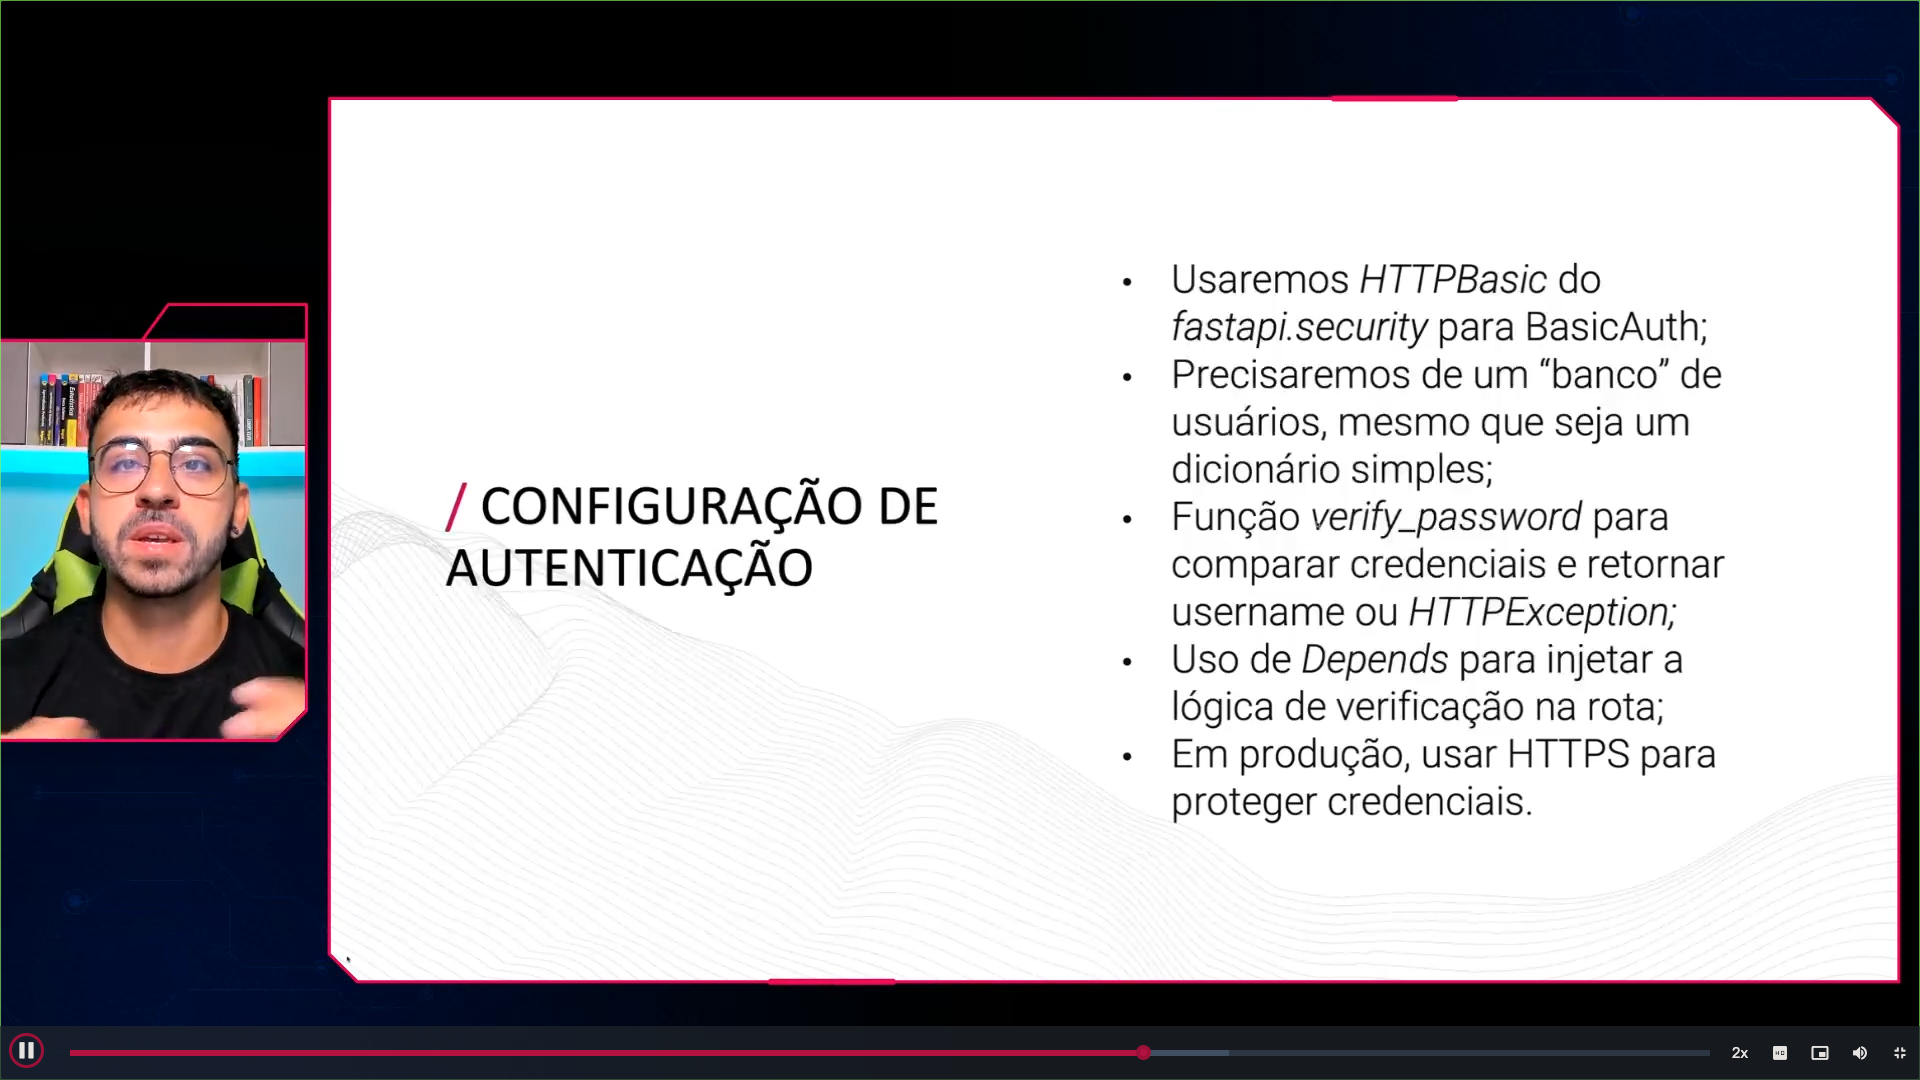 / CONFIGURAÇÃO DE
AUTENTICAÇÃO
• Usaremos HTTPBasic do
fastapi.security para BasicAuth;
• Precisaremos de um “banco” de
usuários, mesmo que seja um
dicionário simples;
• Função verify_password para
comparar credenciais e retornar
username ou HTTPException;
• Uso de Depends para injetar a
lógica de verificação na rota;
• Em produção, usar HTTPS para
proteger credenciais.
2x